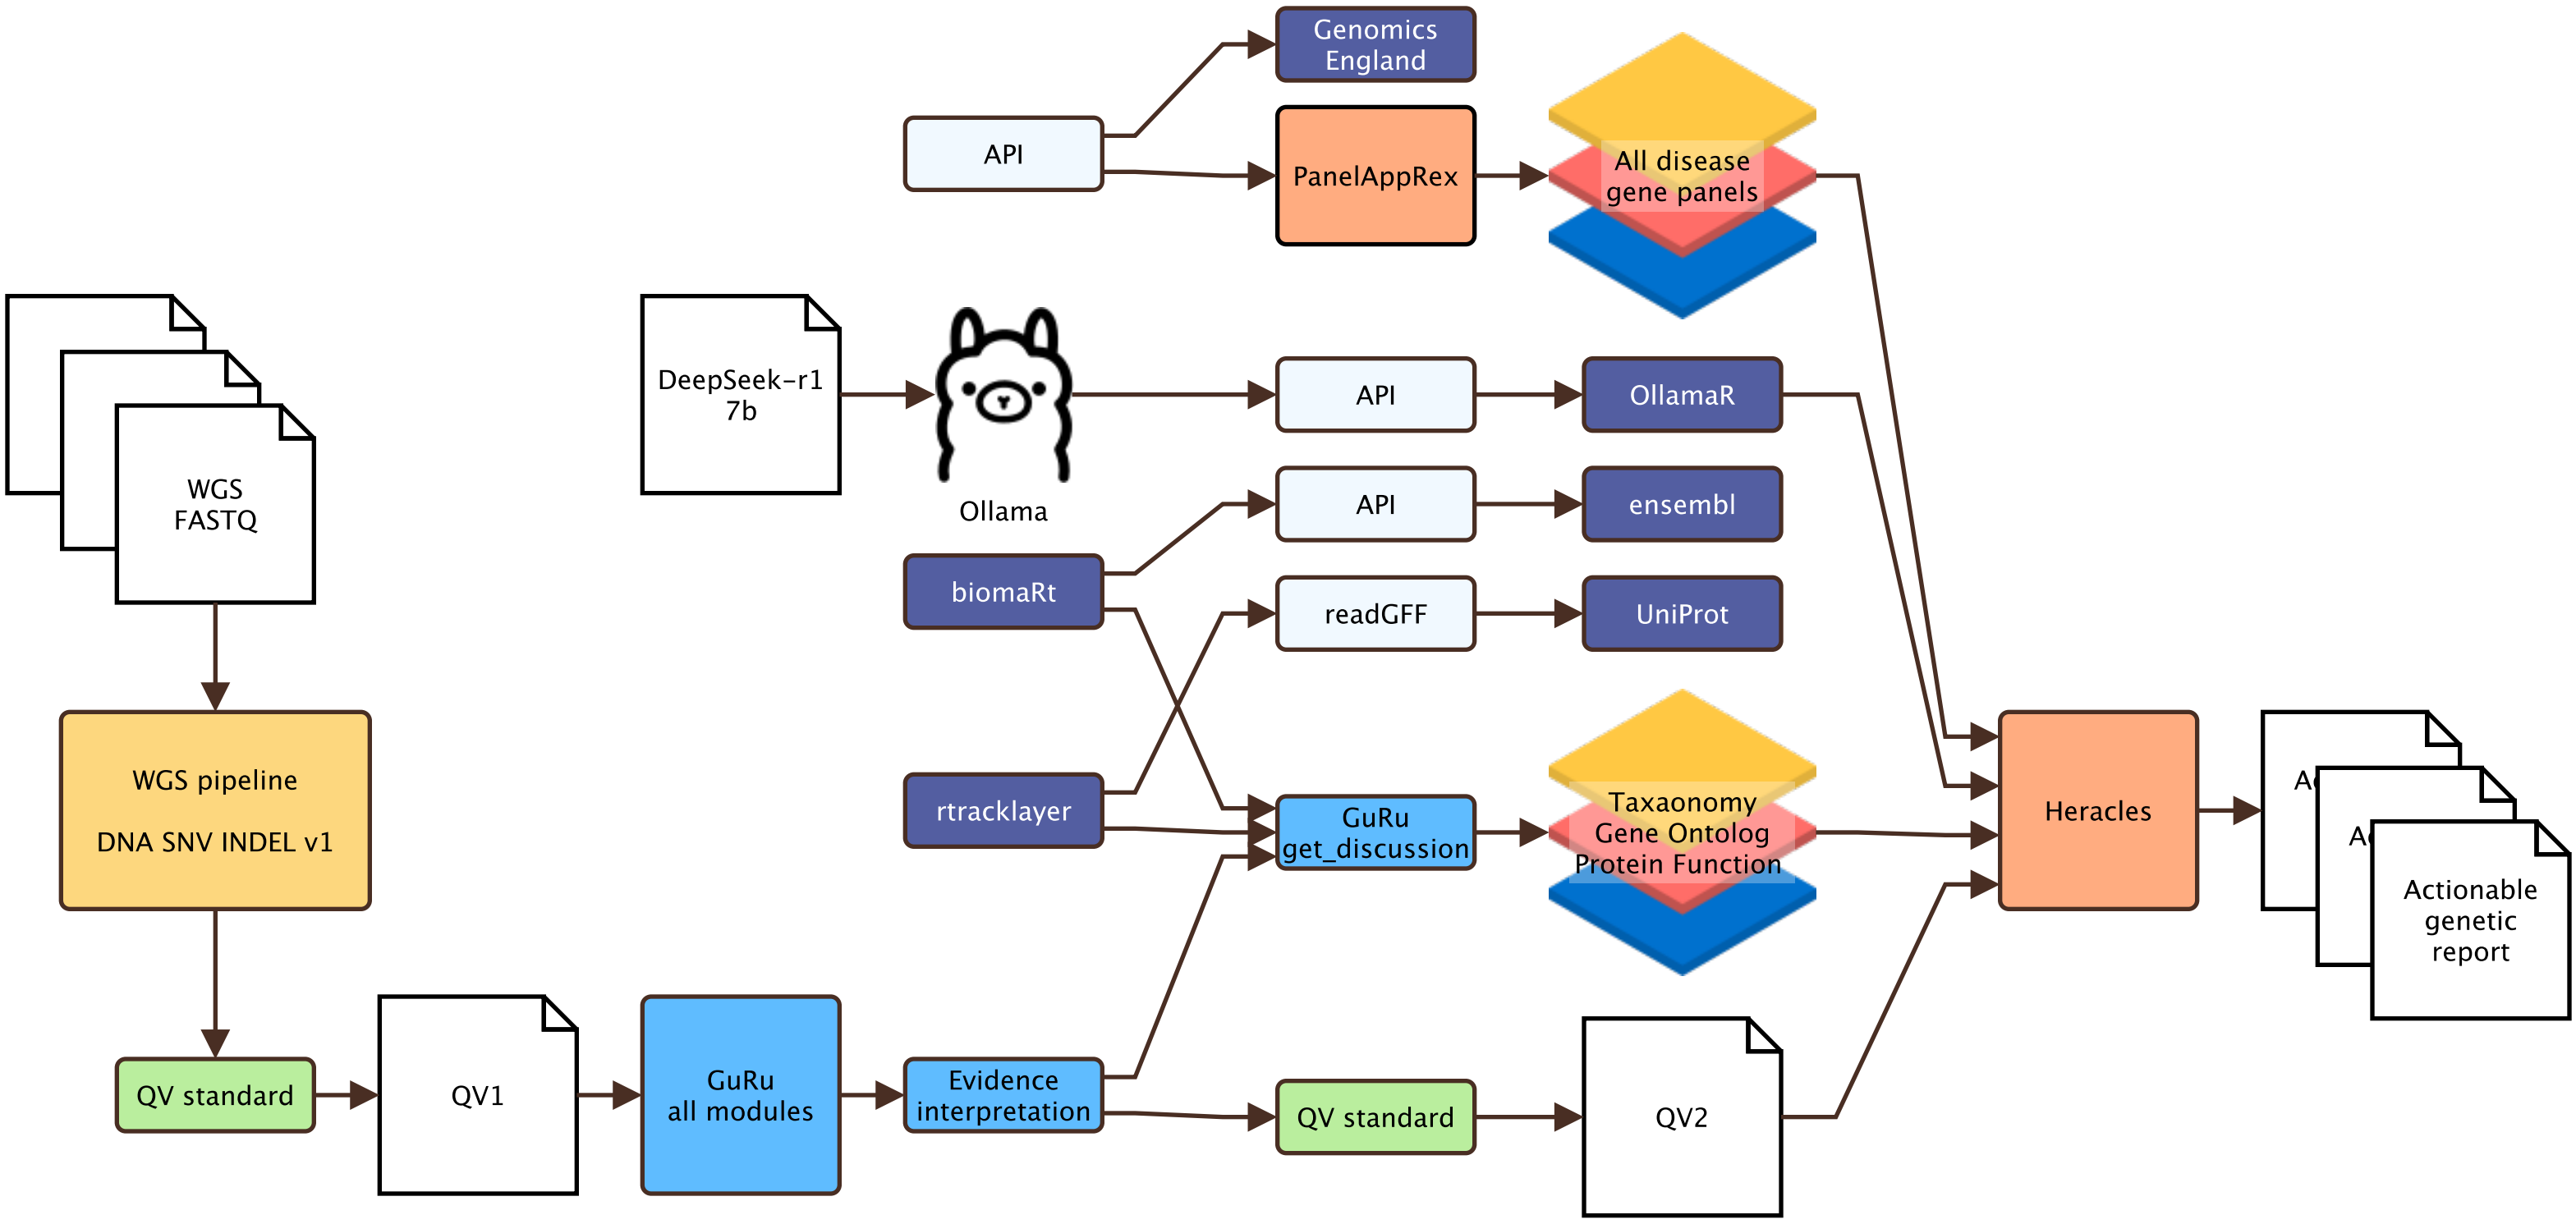 Genomics
England
API
PanelAppRex
All disease
gene panels
DeepSeek-r1
7b
Ollama
API
OllamaR
WGS
FASTQ
API
ensembl
biomaRt
readGFF
UniProt
WGS pipeline
DNA SNV INDEL v1
rtracklayer
GuRu
get_discussion
Taxaonomy
Gene Ontolog
Protein Function
Heracles
Ac
Ac
Actionable
genetic
report
QV standard
QV1
GuRu
all modules
Evidence
interpretation
QV standard
QV2